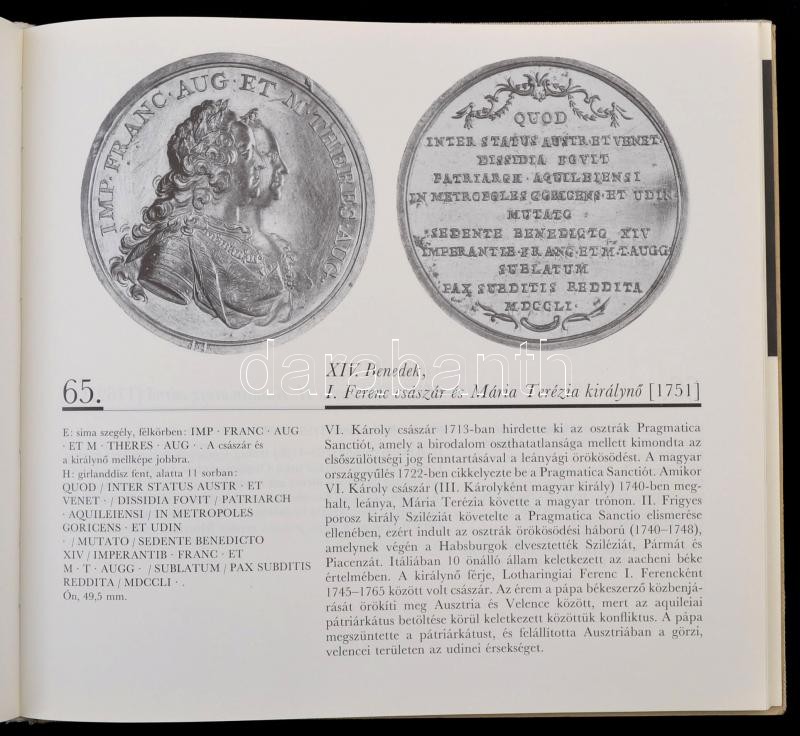 IMP·FRANC·AUG·ET·M·THERES·AUG·
QUOD
INTER STATUS AUSTR·ET VENET·
DISSIDIA FOVIT
PATRIARCH·AQUILEIENSI
IN METROPOLES GORICENS·ET UDIN·
MUTATO
SEDENTE BENEDICTO XIV
IMPERANTIB·FRANC·ET M·T·AUGG·
SUBLATUM
PAX SUBDITIS REDDITA
MDCCLI·
darabanth
65.
XIV. Benedek,
I. Ferenc császár és Mária Terézia királynő [1751]
E: sima szegély, félkörben: IMP · FRANC · AUG
· ET M · THERES · AUG · . A császár és
a királynő mellképe jobbra.
H: girlanddísz fent, alatta 11 sorban:
QUOD / INTER STATUS AUSTR · ET
VENET · / DISSIDIA FOVIT / PATRIARCH
· AQUILEIENSI / IN METROPOLES
GORICENS · ET UDIN
· / MUTATO / SEDENTE BENEDICTO
XIV / IMPERANTIB · FRANC · ET
M · T · AUGG · / SUBLATUM / PAX SUBDITIS
REDDITA / MDCCLI · .
Ón, 49,5 mm.
VI. Károly császár 1713-ban hirdette ki az osztrák Pragmatica
Sanctiót, amely a birodalom oszthatatlansága mellett kimondta az
elsőszülöttségi jog fenntartásával a leányági örökösödést. A magyar
országgyűlés 1722-ben cikkelyezte be a Pragmatica Sanctiót. Amikor
VI. Károly császár (III. Károlyként magyar király) 1740-ben meg-
halt, leánya, Mária Terézia követte a magyar trónon. II. Frigyes
porosz király Sziléziát követelte a Pragmatica Sanctio elismerése
ellenében, ezért indult az osztrák örökösödési háború (1740–1748),
amelynek végén a Habsburgok elvesztették Sziléziát, Pármát és
Piacenzát. Itáliában 10 önálló állam keletkezett az aacheni béke
értelmében. A királynő férje, Lotharingiai Ferenc I. Ferencként
1745–1765 között volt császár. Az érem a pápa békeszerző közbenjá-
rását örökíti meg Ausztria és Velence között, mert az aquileiai
pátriárkátus betöltése körül keletkezett közöttük konfliktus. A pápa
megszüntette a pátriárkátust, és felállította Ausztriában a görzi,
velencei területen az udinei érsekséget.